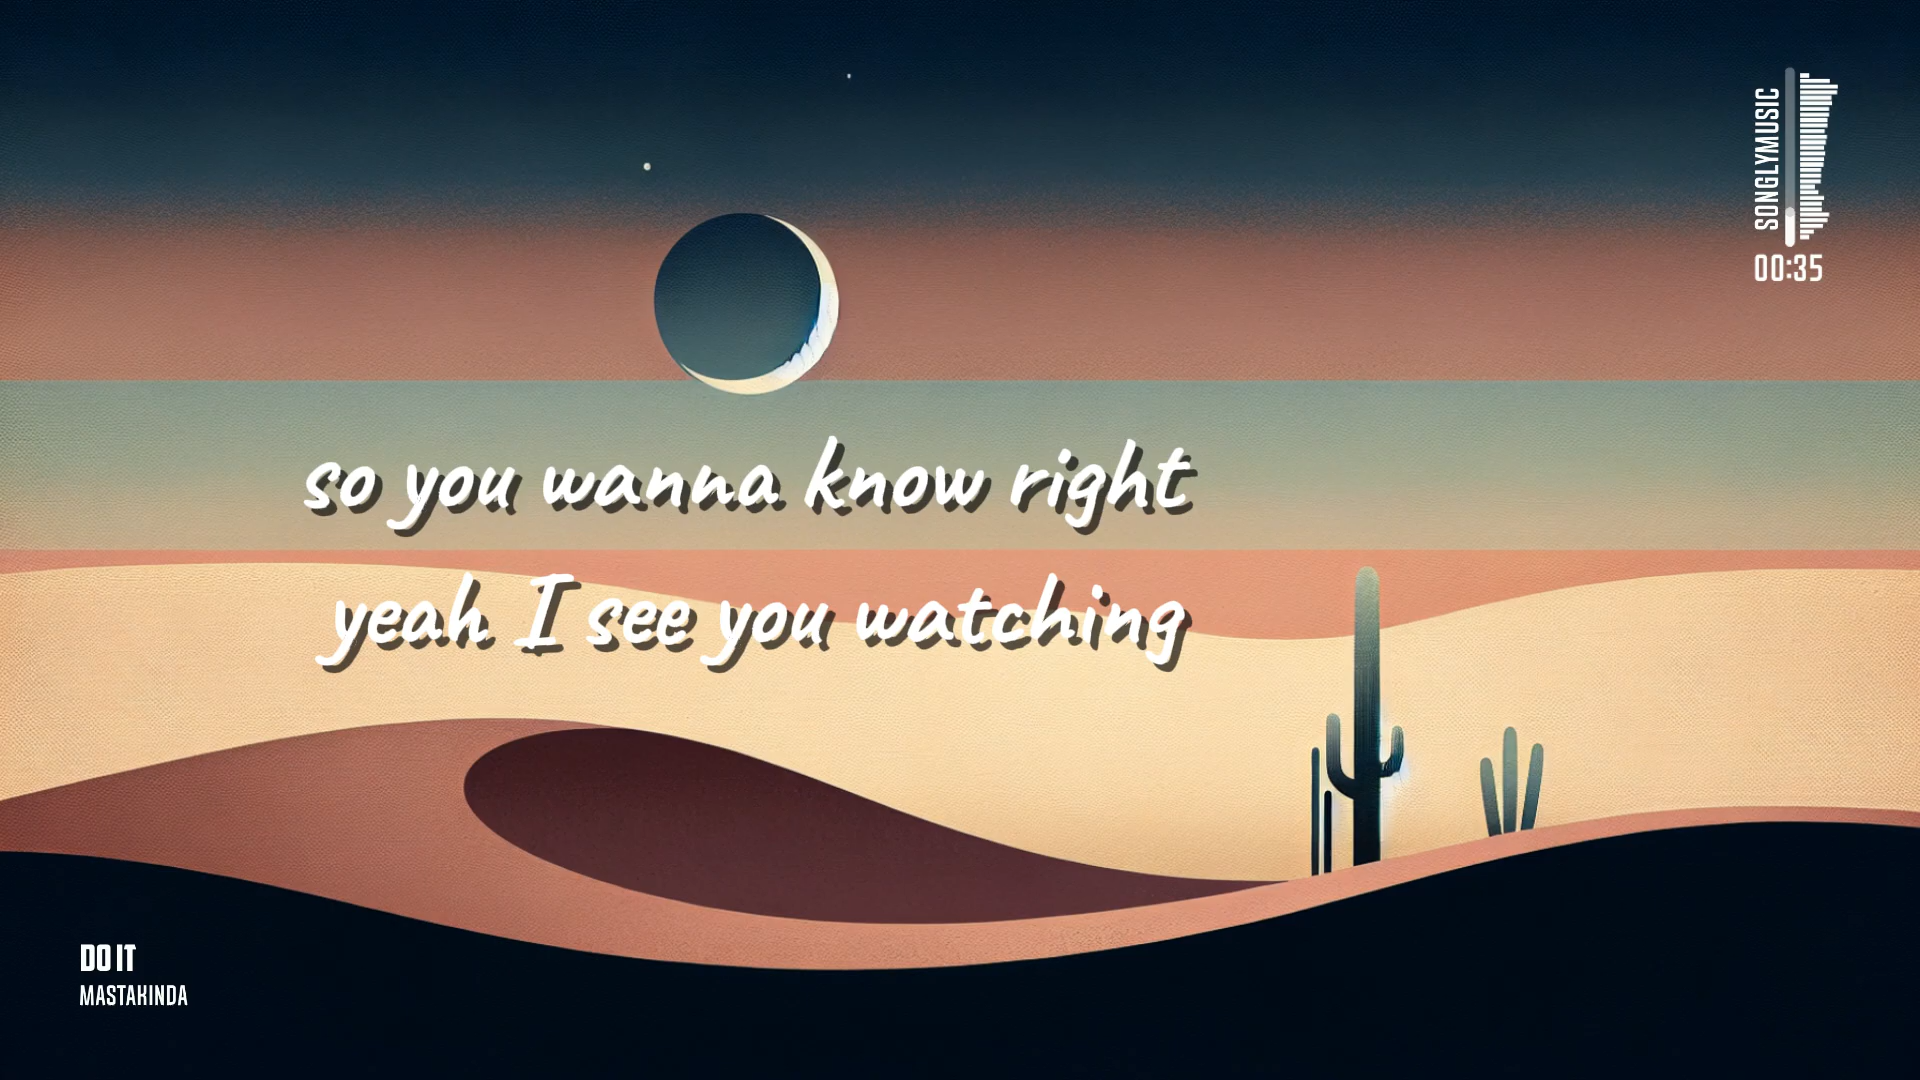 SONGLYMUSIC
00:35
so you wanna know right
yeah I see you watching
DO IT
MASTAKINDA